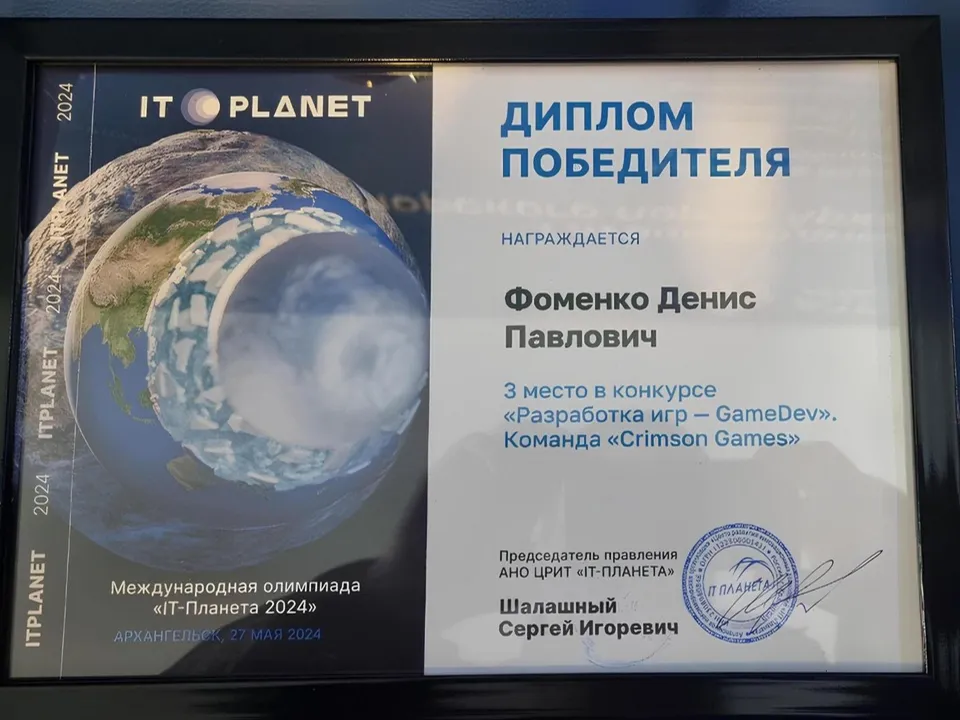 IT PLANET
ITPLANET 2024 ITPLANET 2024 ITPLANET 2024
Международная олимпиада
«IT-Планета 2024»
АРХАНГЕЛЬСК, 27 МАЯ 2024
ДИПЛОМ
ПОБЕДИТЕЛЯ
НАГРАЖДАЕТСЯ
Фоменко Денис
Павлович
3 место в конкурсе
«Разработка игр — GameDev».
Команда «Crimson Games»
Председатель правления
АНО ЦРИТ «IT-ПЛАНЕТА»
Шалашный
Сергей Игоревич
IT ПЛАНЕТА